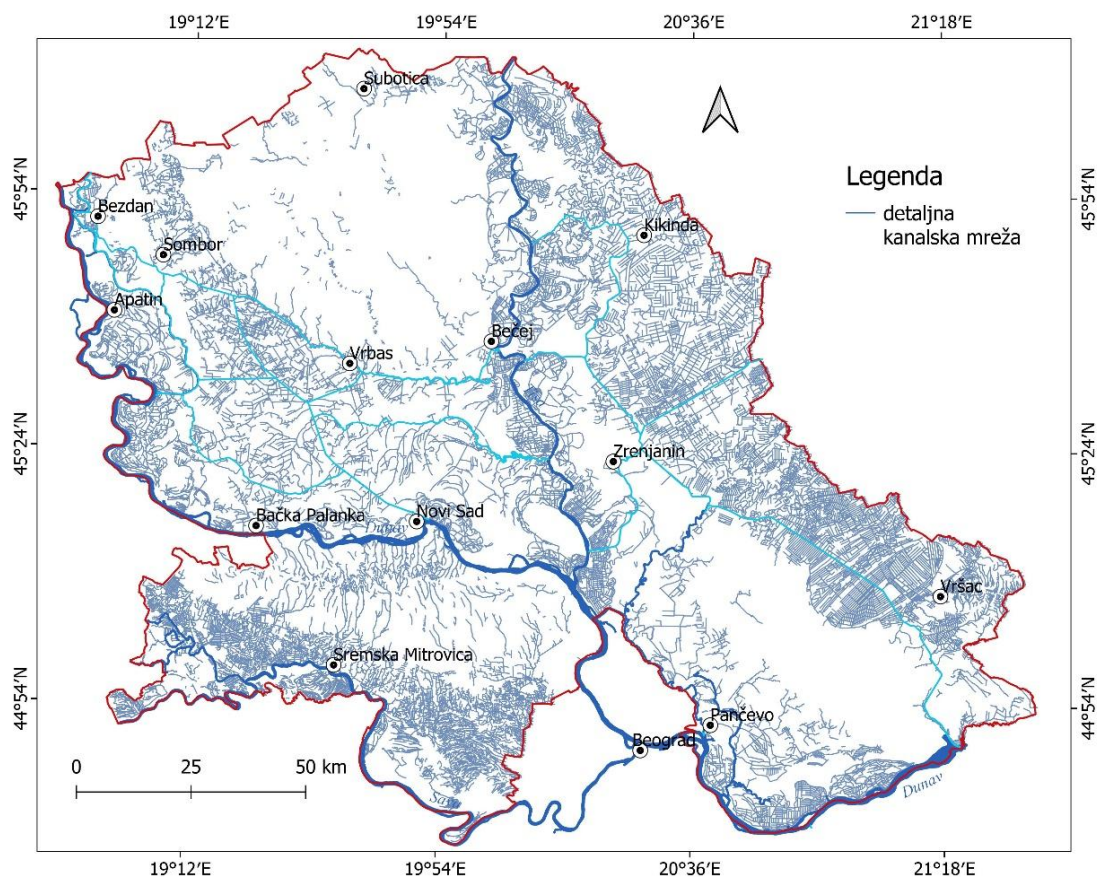 19°12′E 19°54′E 20°36′E 21°18′E
Subotica
45°54′N
45°54′N
Legenda
detaljna
kanalska mreža
Bezdan
Kikinda
Sombor
Apatin
Bečej
Vrbas
45°24′N
45°24′N
Zrenjanin
Bačka Palanka
Dunav
Novi Sad
Vršac
Sremska Mitrovica
44°54′N
44°54′N
Pančevo
Beograd
0 25 50 km
Dunav
Sava
19°12′E 19°54′E 20°36′E 21°18′E